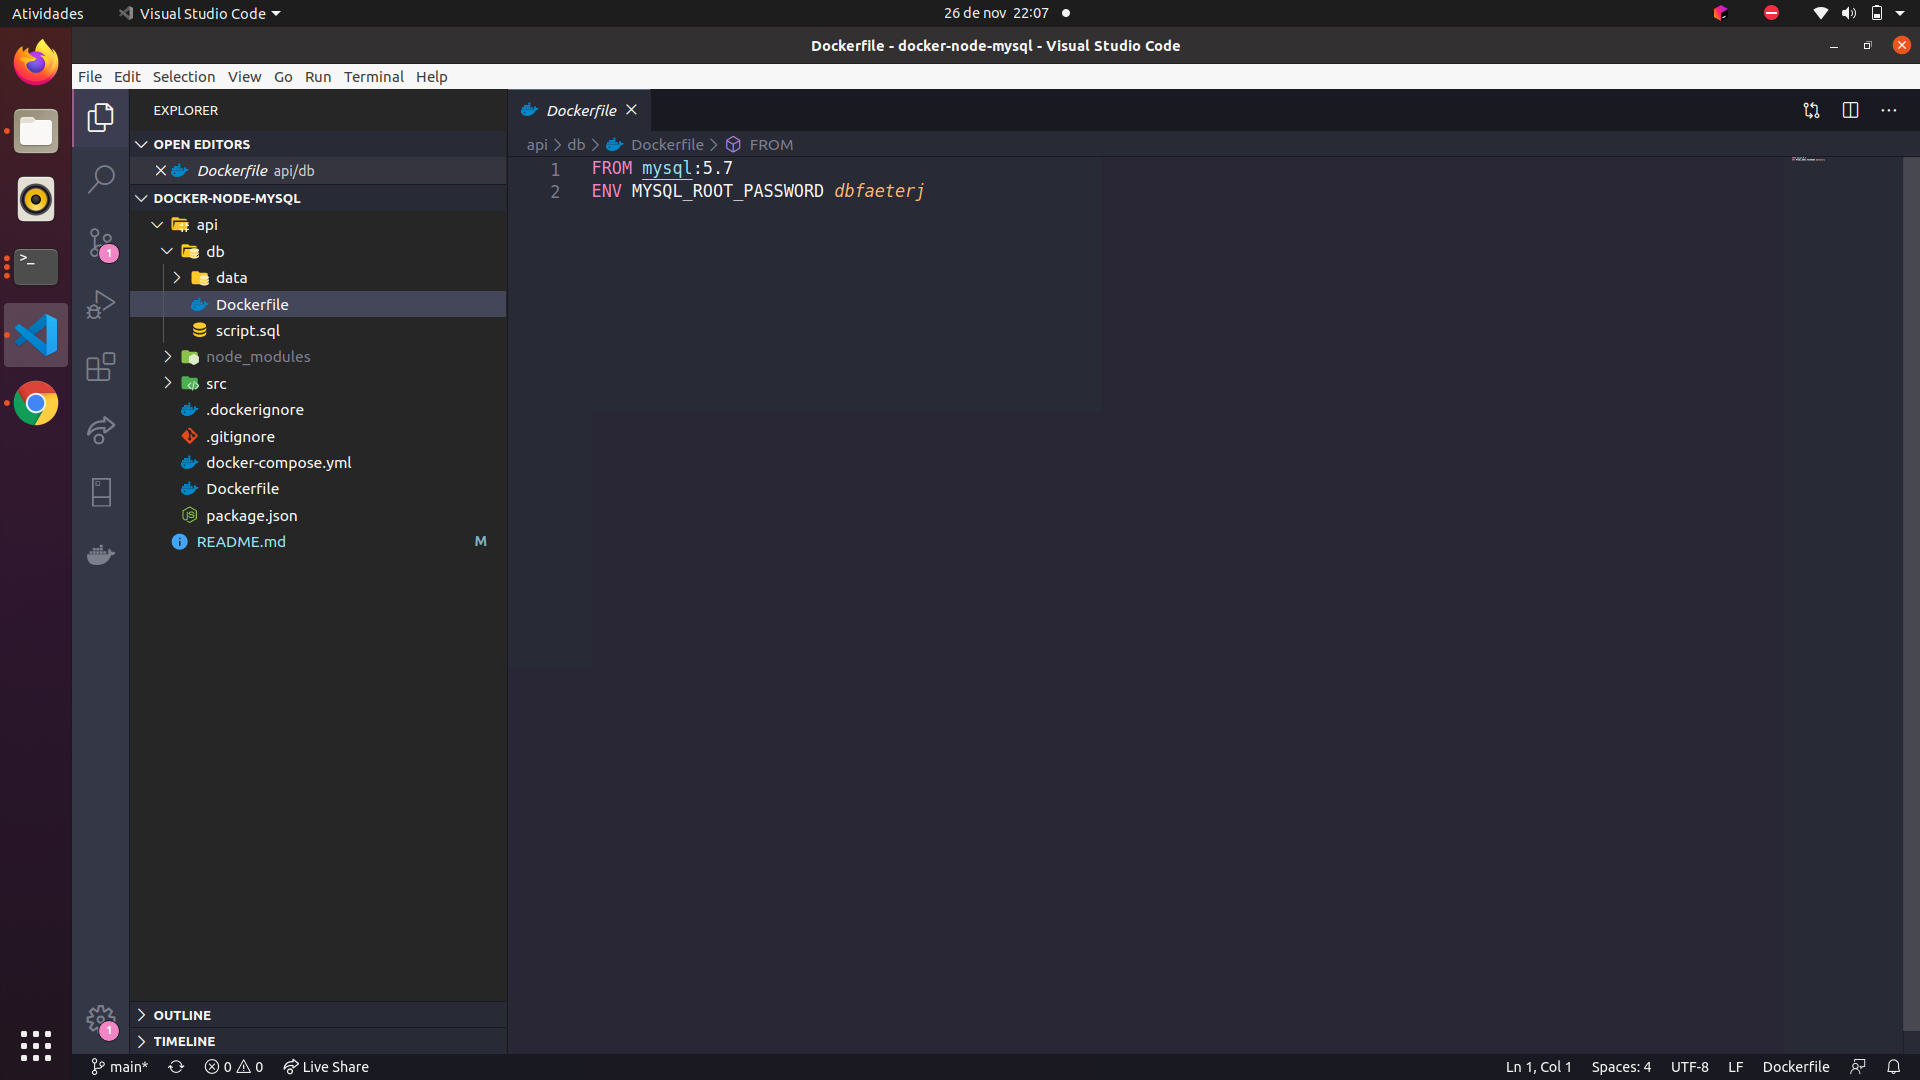 Atividades
Visual Studio Code
26 de nov 22:07
Dockerfile - docker-node-mysql - Visual Studio Code
File Edit Selection View Go Run Terminal Help
EXPLORER
OPEN EDITORS
Dockerfile api/db
DOCKER-NODE-MYSQL
api
db
data
Dockerfile
script.sql
node_modules
src
.dockerignore
.gitignore
docker-compose.yml
Dockerfile
package.json
README.md M
OUTLINE
TIMELINE
1
1
Dockerfile
api > db > Dockerfile > FROM
1 FROM mysql:5.7
2 ENV MYSQL_ROOT_PASSWORD dbfaeterj
main* 0 0 Live Share
Ln 1, Col 1 Spaces: 4 UTF-8 LF Dockerfile